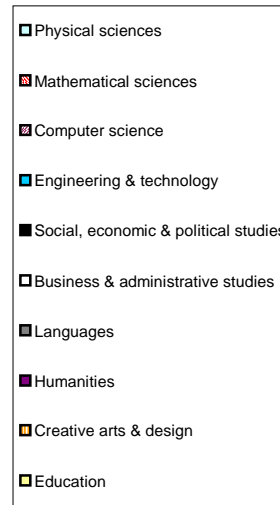 Physical sciences
Mathematical sciences
Computer science
Engineering & technology
Social, economic & political studies
Business & administrative studies
Languages
Humanities
Creative arts & design
Education